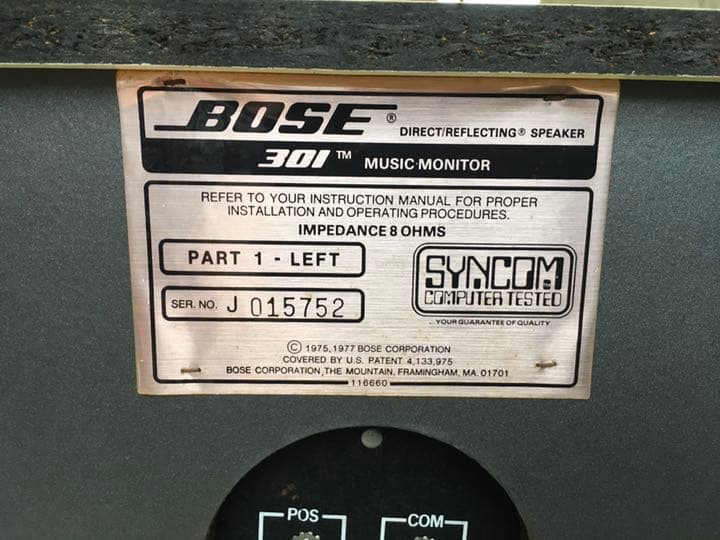 BOSE ® DIRECT/REFLECTING® SPEAKER
301 ™ MUSIC MONITOR
REFER TO YOUR INSTRUCTION MANUAL FOR PROPER
INSTALLATION AND OPERATING PROCEDURES.
IMPEDANCE 8 OHMS
PART 1 - LEFT
SER. NO. J 015752
SYNCOM
COMPUTER TESTED
...YOUR GUARANTEE OF QUALITY
© 1975, 1977 BOSE CORPORATION
COVERED BY U.S. PATENT 4,133,975
BOSE CORPORATION, THE MOUNTAIN, FRAMINGHAM, MA. 01701
116660
POS COM